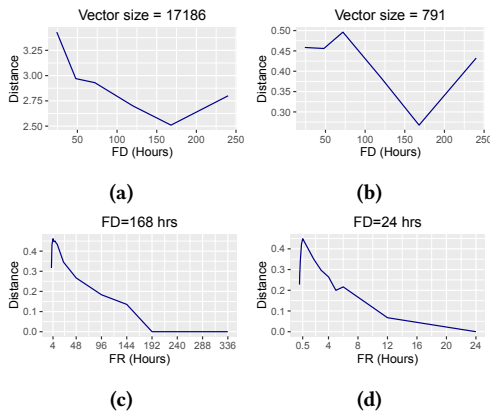 Vector size = 17186
Distance
3.25
3.00
2.75
2.50
50 100 150 200 250
FD (Hours)
(a)
Vector size = 791
Distance
0.50
0.45
0.40
0.35
0.30
50 100 150 200 250
FD (Hours)
(b)
FD=168 hrs
Distance
0.4
0.3
0.2
0.1
0.0
4 48 96 144 192 240 288 336
FR (Hours)
(c)
FD=24 hrs
Distance
0.4
0.3
0.2
0.1
0.0
0.5 4 8 12 16 20 24
FR (Hours)
(d)